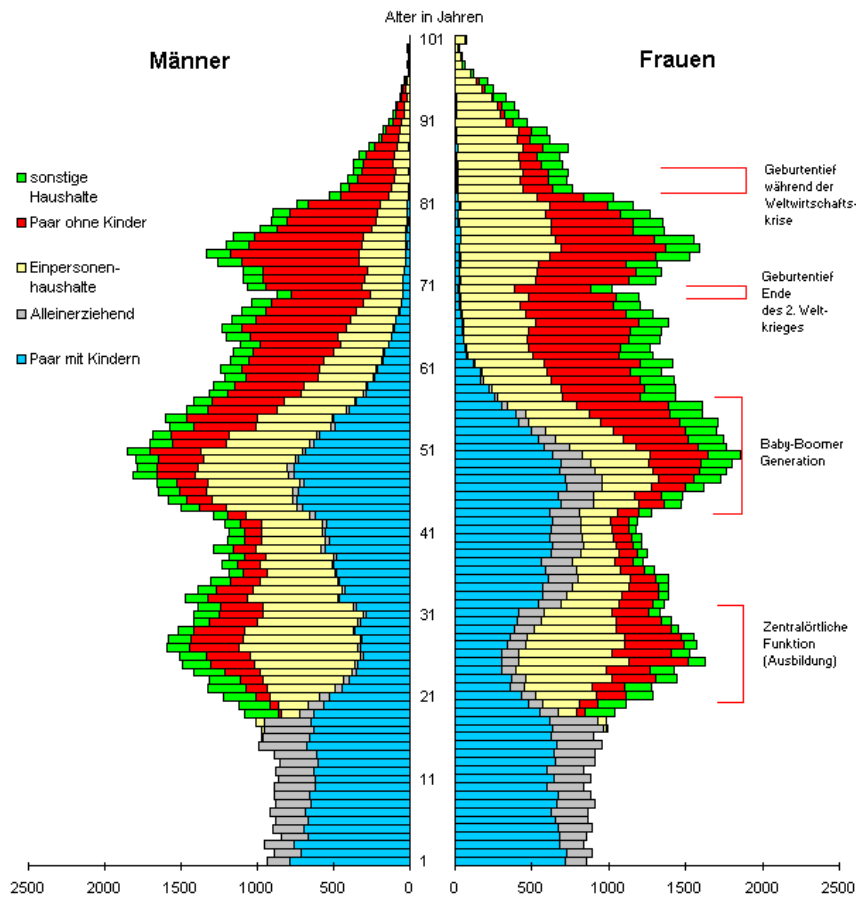 Alter in Jahren
Männer
Frauen
101
91
81
71
61
51
41
31
21
11
1
sonstige
Haushalte
Paar ohne Kinder
Einpersonen-
haushalte
Alleinerziehend
Paar mit Kindern
Geburtentief
während der
Weltwirtschafts-
krise
Geburtentief
Ende
des 2. Welt-
krieges
Baby-Boomer
Generation
Zentralörtliche
Funktion
(Ausbildung)
2500 2000 1500 1000 500 0
0 500 1000 1500 2000 2500